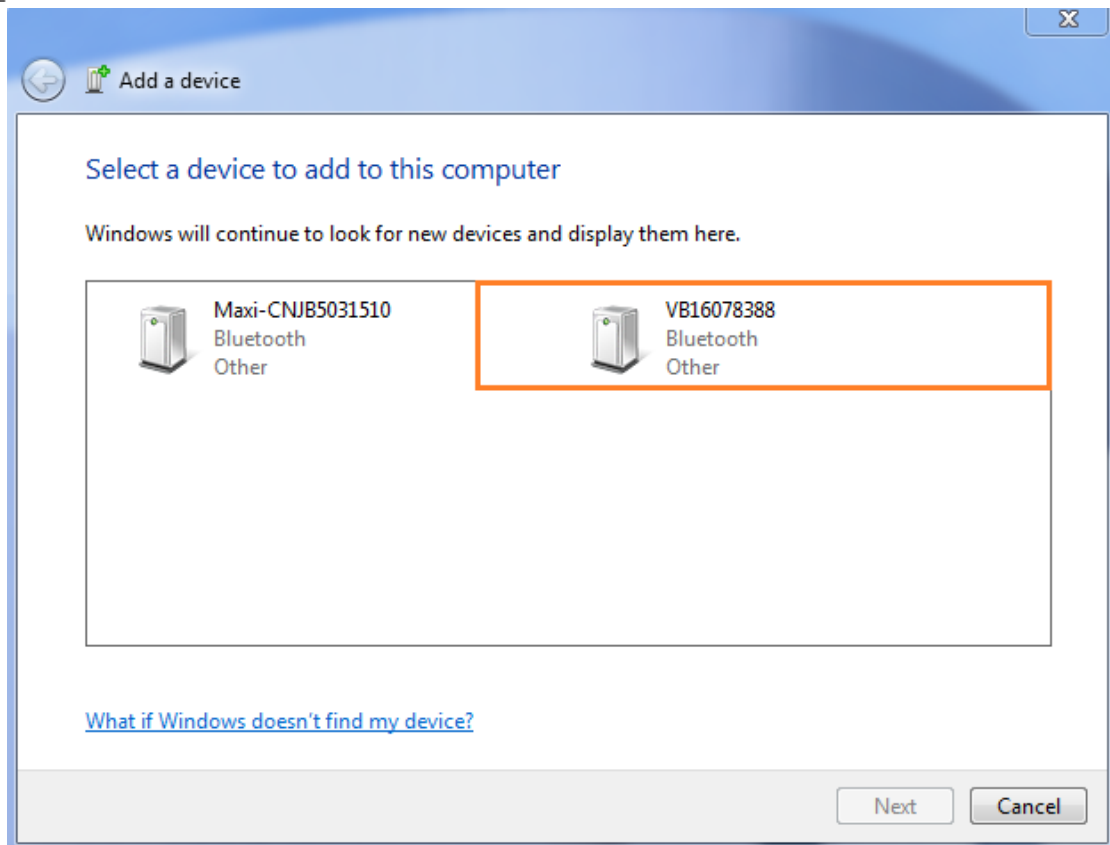 Add a device
Select a device to add to this computer
Windows will continue to look for new devices and display them here.
Maxi-CNJB5031510
Bluetooth
Other
VB16078388
Bluetooth
Other
What if Windows doesn't find my device?
Next
Cancel